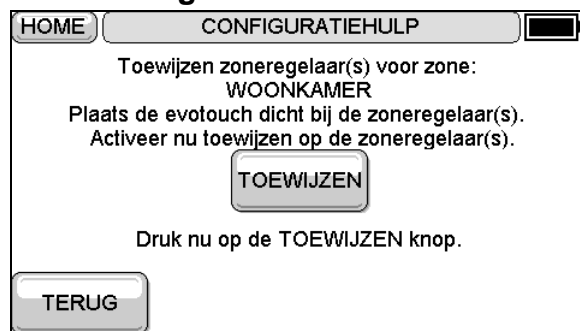 HOME CONFIGURATIEHULP
Toewijzen zoneregelaar(s) voor zone:
WOONKAMER
Plaats de evotouch dicht bij de zoneregelaar(s).
Activeer nu toewijzen op de zoneregelaar(s).
TOEWIJZEN
Druk nu op de TOEWIJZEN knop.
TERUG